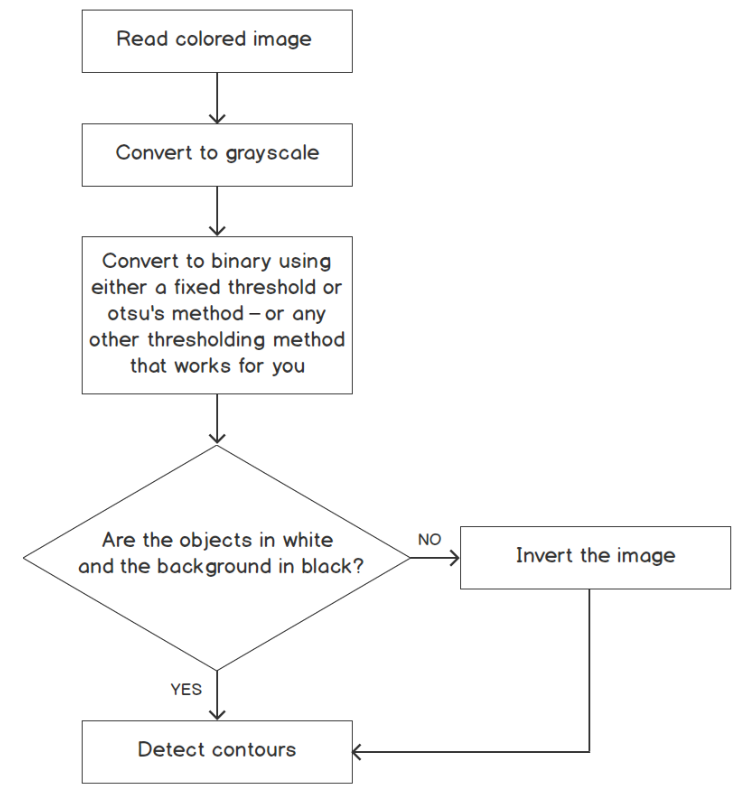 Read colored image
Convert to grayscale
Convert to binary using
either a fixed threshold or
otsu's method – or any
other thresholding method
that works for you
Are the objects in white
and the background in black?
NO
Invert the image
YES
Detect contours